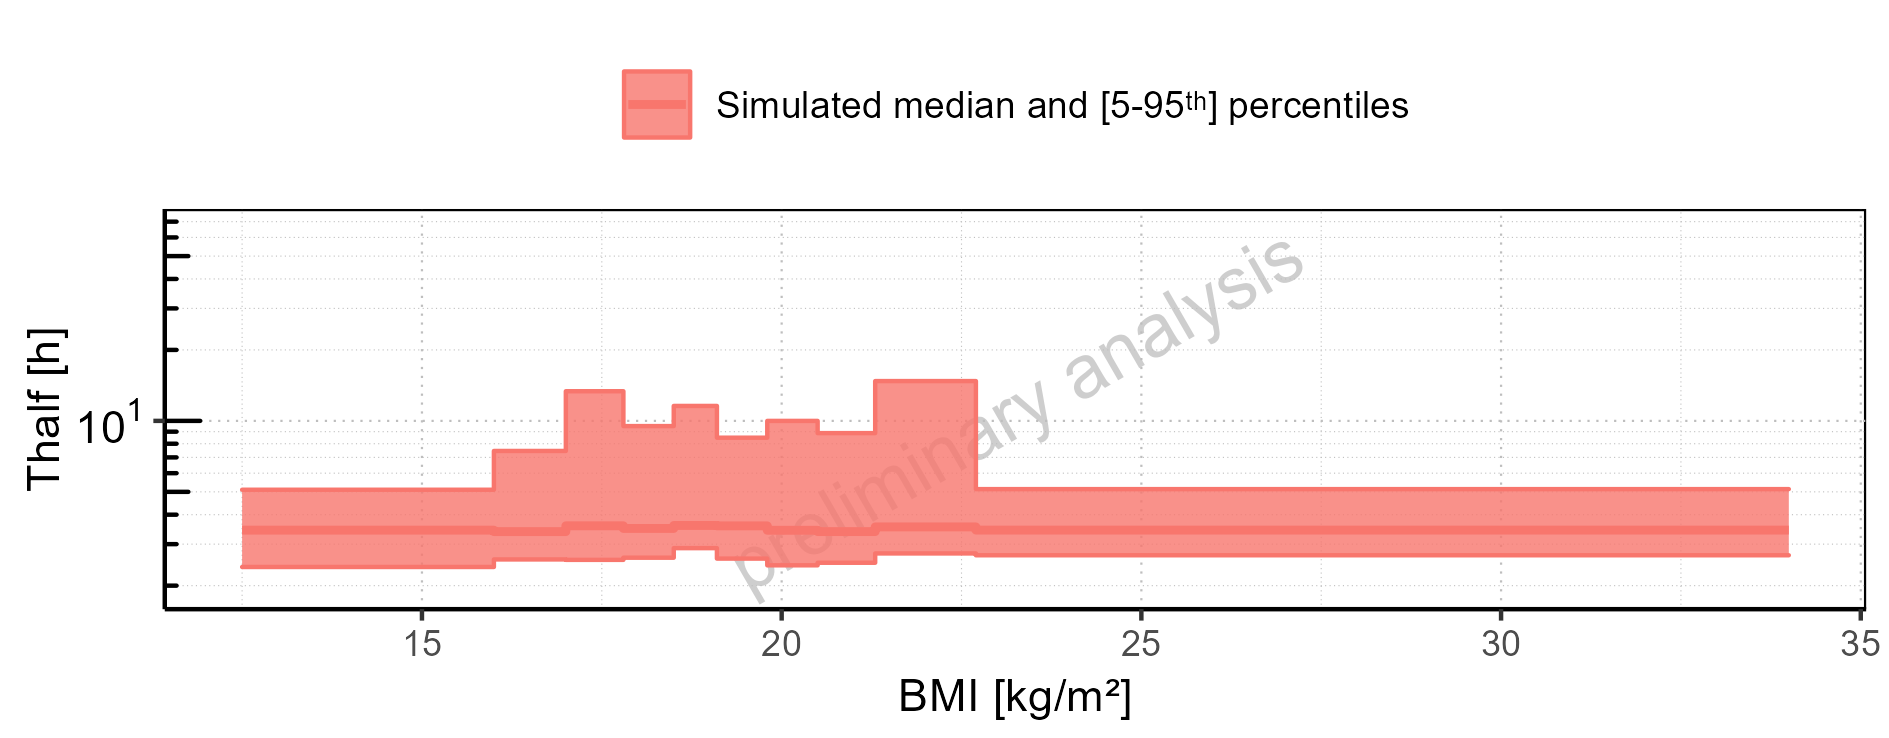 Simulated median and [5-95ᵗʰ] percentiles
preliminary analysis
Thalf [h]
10¹
15 20 25 30 35
BMI [kg/m²]